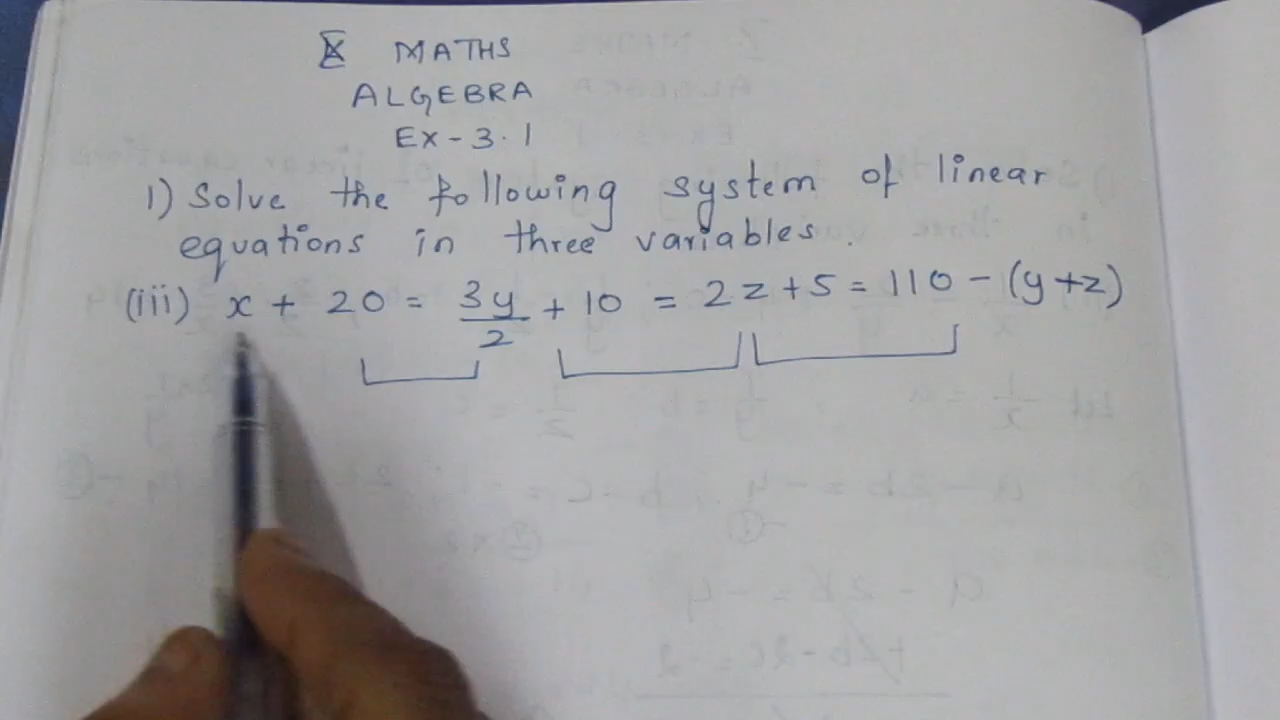 X MATHS
ALGEBRA
EX-3.1
1) Solve the following system of linear
equations in three variables.
(iii) x + 20 = 3y/2 + 10 = 2z+5 = 110-(y+z)